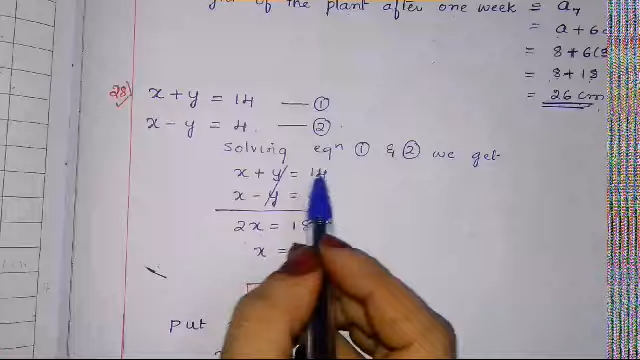 of the plant after one week = a7
= a + 6
= 8 + 6(3
= 8 + 18
= 26 cm
28)
x + y = 14 —— ①
x - y = 4. —— ②
Solving eqn ① & ② we get
x + y = 14
x - y =
2x = 18
x =
Put